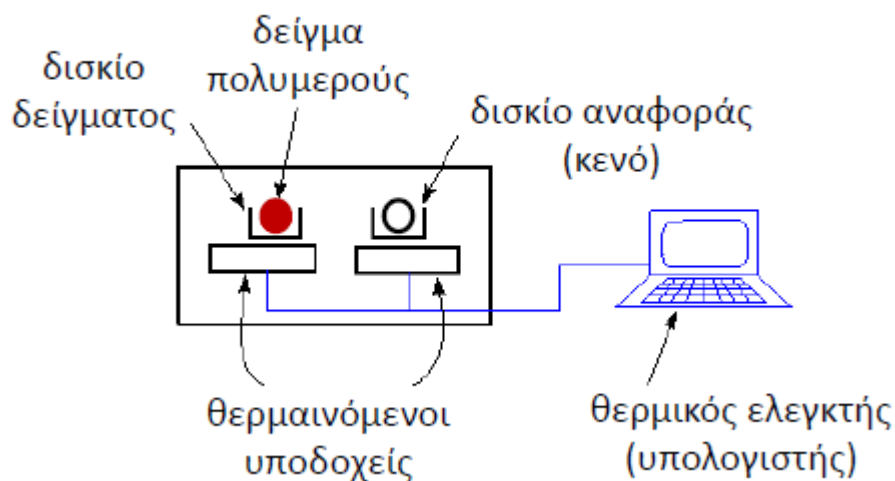 δισκίο
δείγματος
δείγμα
πολυμερούς
δισκίο αναφοράς
(κενό)
θερμαινόμενοι
υποδοχείς
θερμικός ελεγκτής
(υπολογιστής)